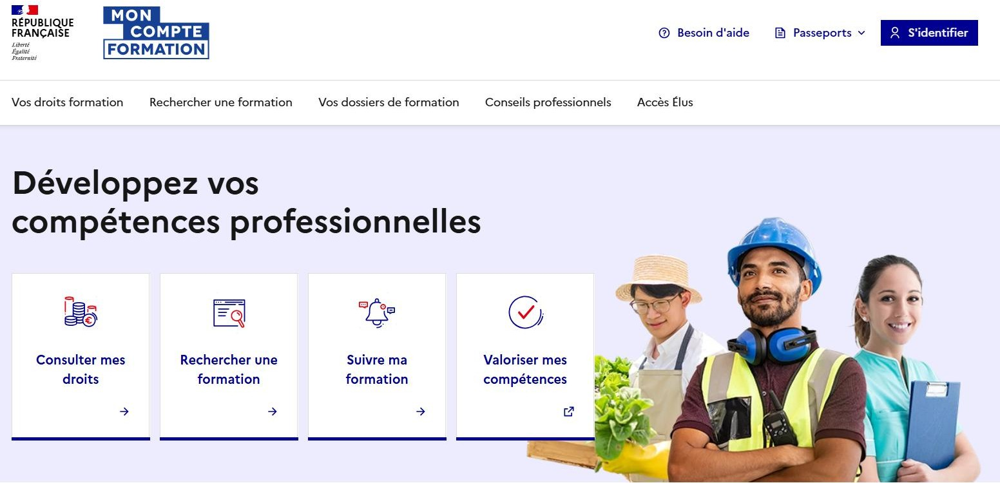 RÉPUBLIQUE
FRANÇAISE
Liberté
Égalité
Fraternité
MON
COMPTE
FORMATION
Besoin d'aide
Passeports
S'identifier
Vos droits formation
Rechercher une formation
Vos dossiers de formation
Conseils professionnels
Accès Élus
Développez vos
compétences professionnelles
Consulter mes
droits
Rechercher une
formation
Suivre ma
formation
Valoriser mes
compétences